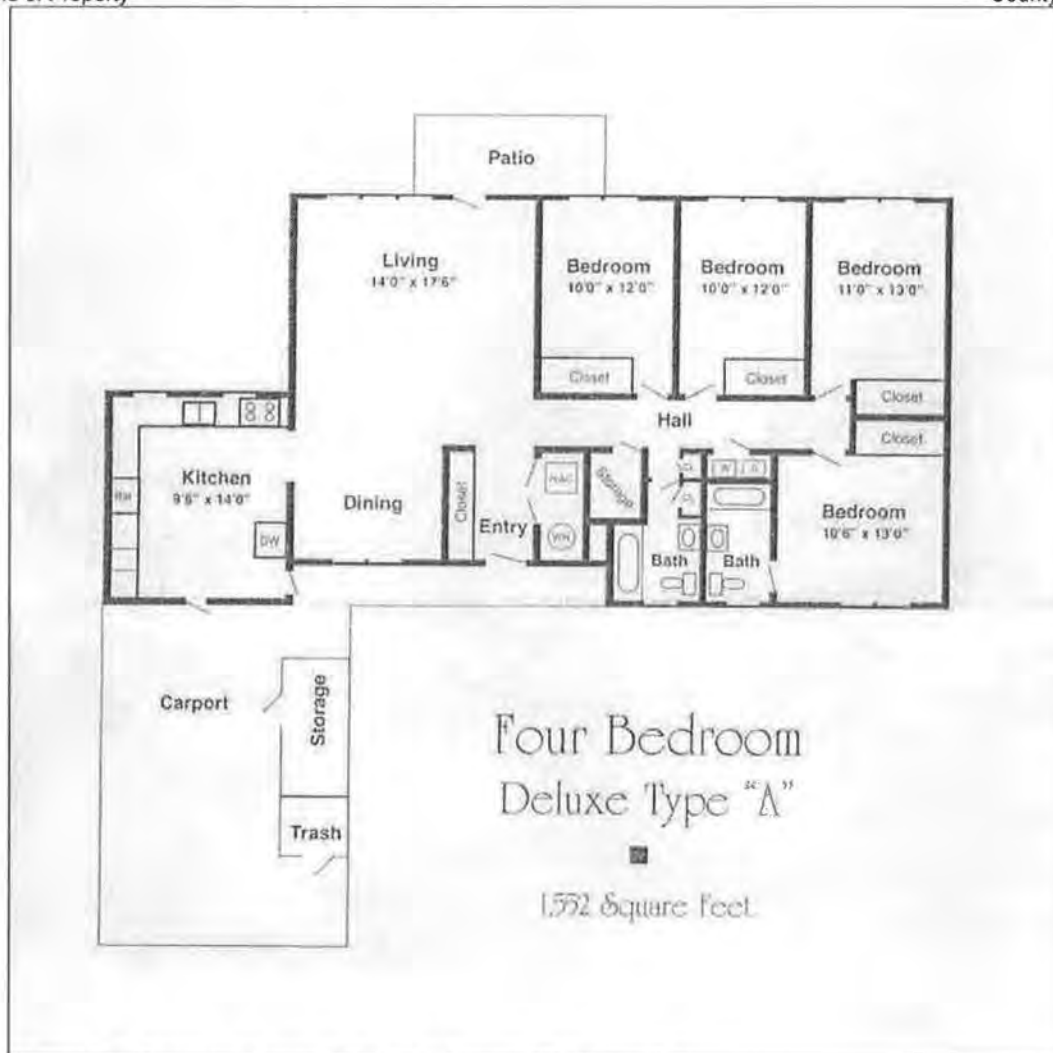 Property
County
Patio
Living
14'0" x 17'6"
Bedroom
10'0" x 12'0"
Bedroom
10'0" x 12'0"
Bedroom
11'0" x 13'0"
Closet
Closet
Closet
Hall
Closet
Kitchen
9'6" x 14'0"
Dining
Closet
Entry
HAC
WH
Storage
Bedroom
10'6" x 13'0"
DW
Bath
Bath
Carport
Storage
Trash
Four Bedroom
Deluxe Type "A"
1,552 Square Feet